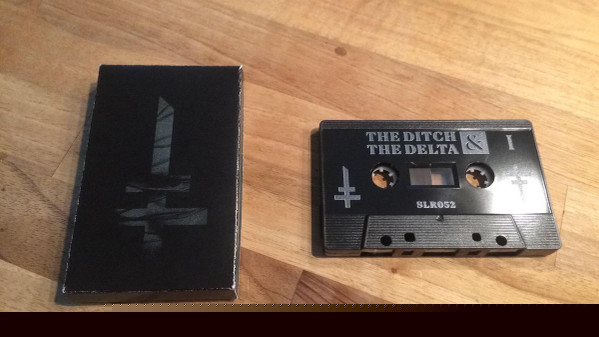 THE DITCH &
THE DELTA
I
SLR052